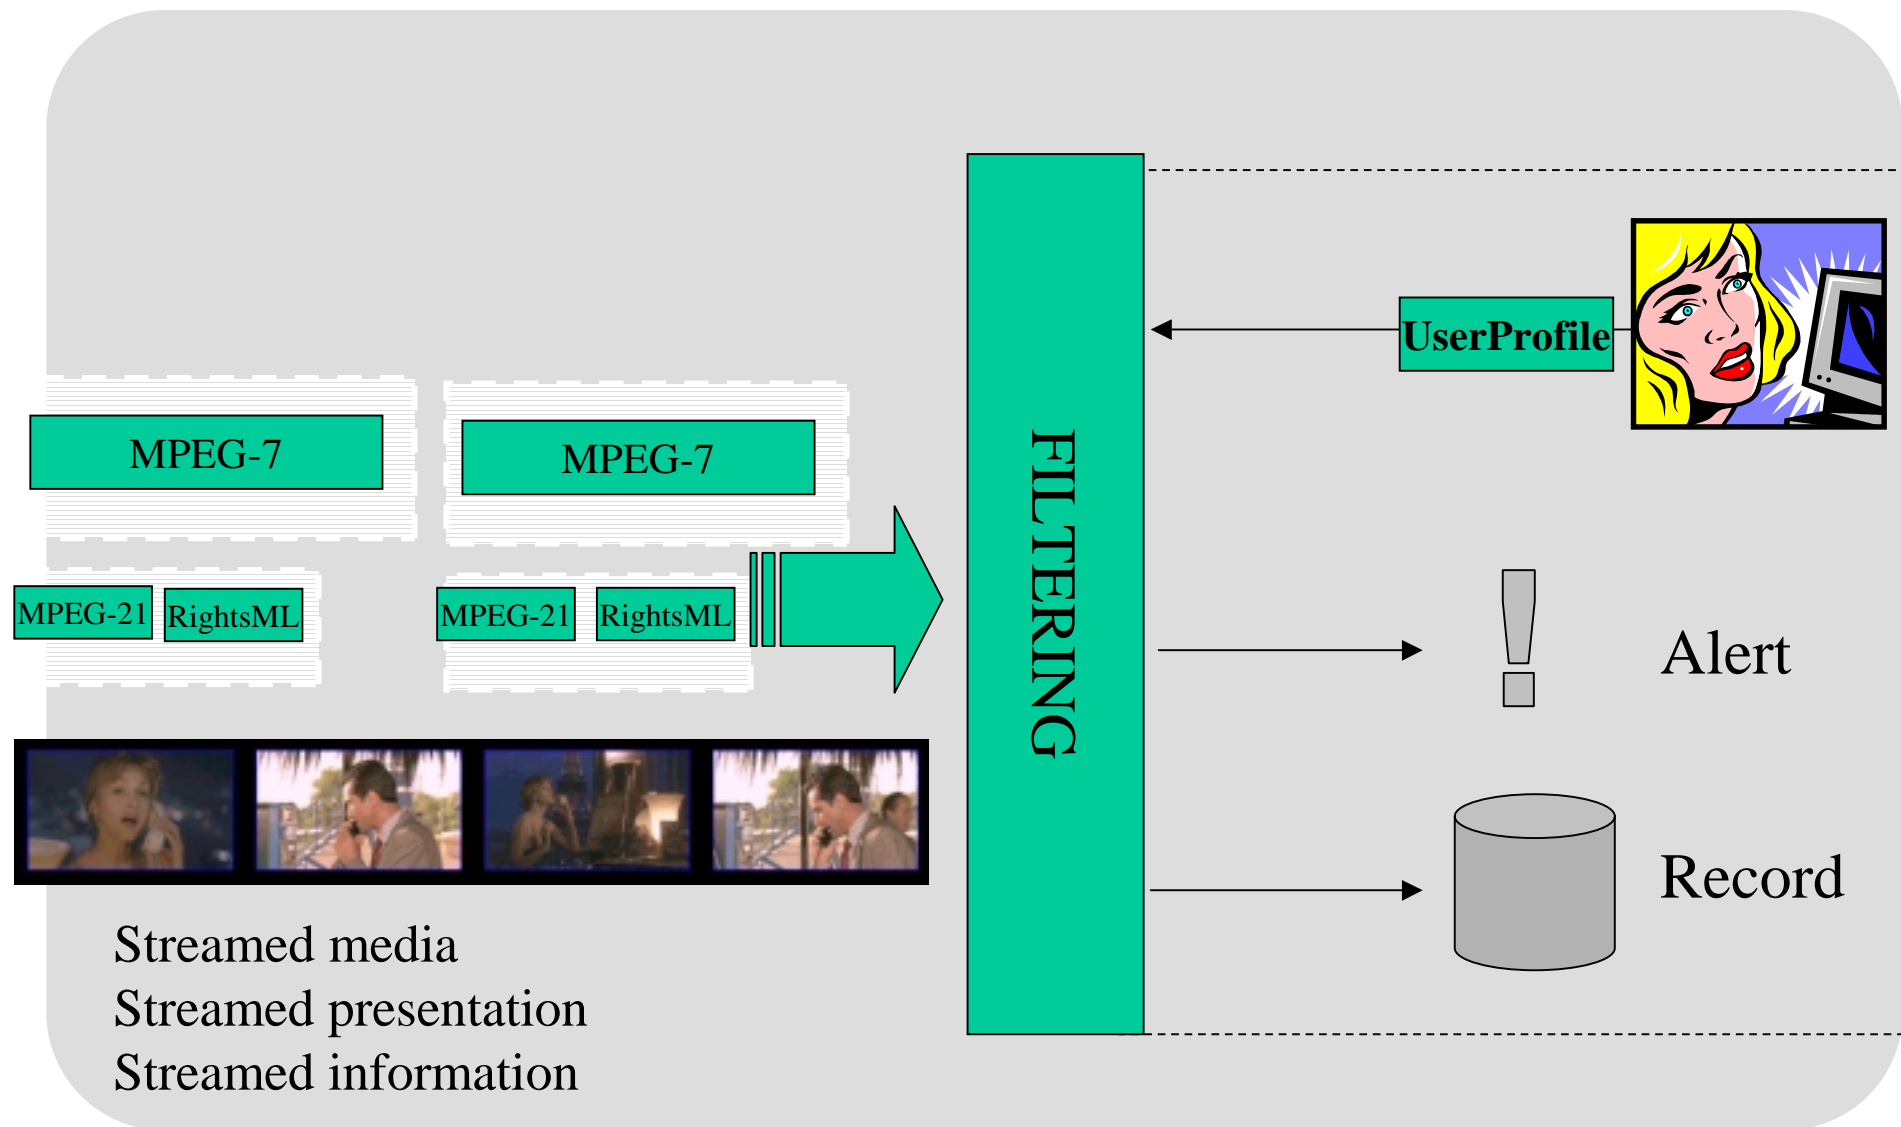 UserProfile
MPEG-7
MPEG-7
MPEG-21
RightsML
MPEG-21
RightsML
FILTERING
Alert
Record
Streamed media
Streamed presentation
Streamed information